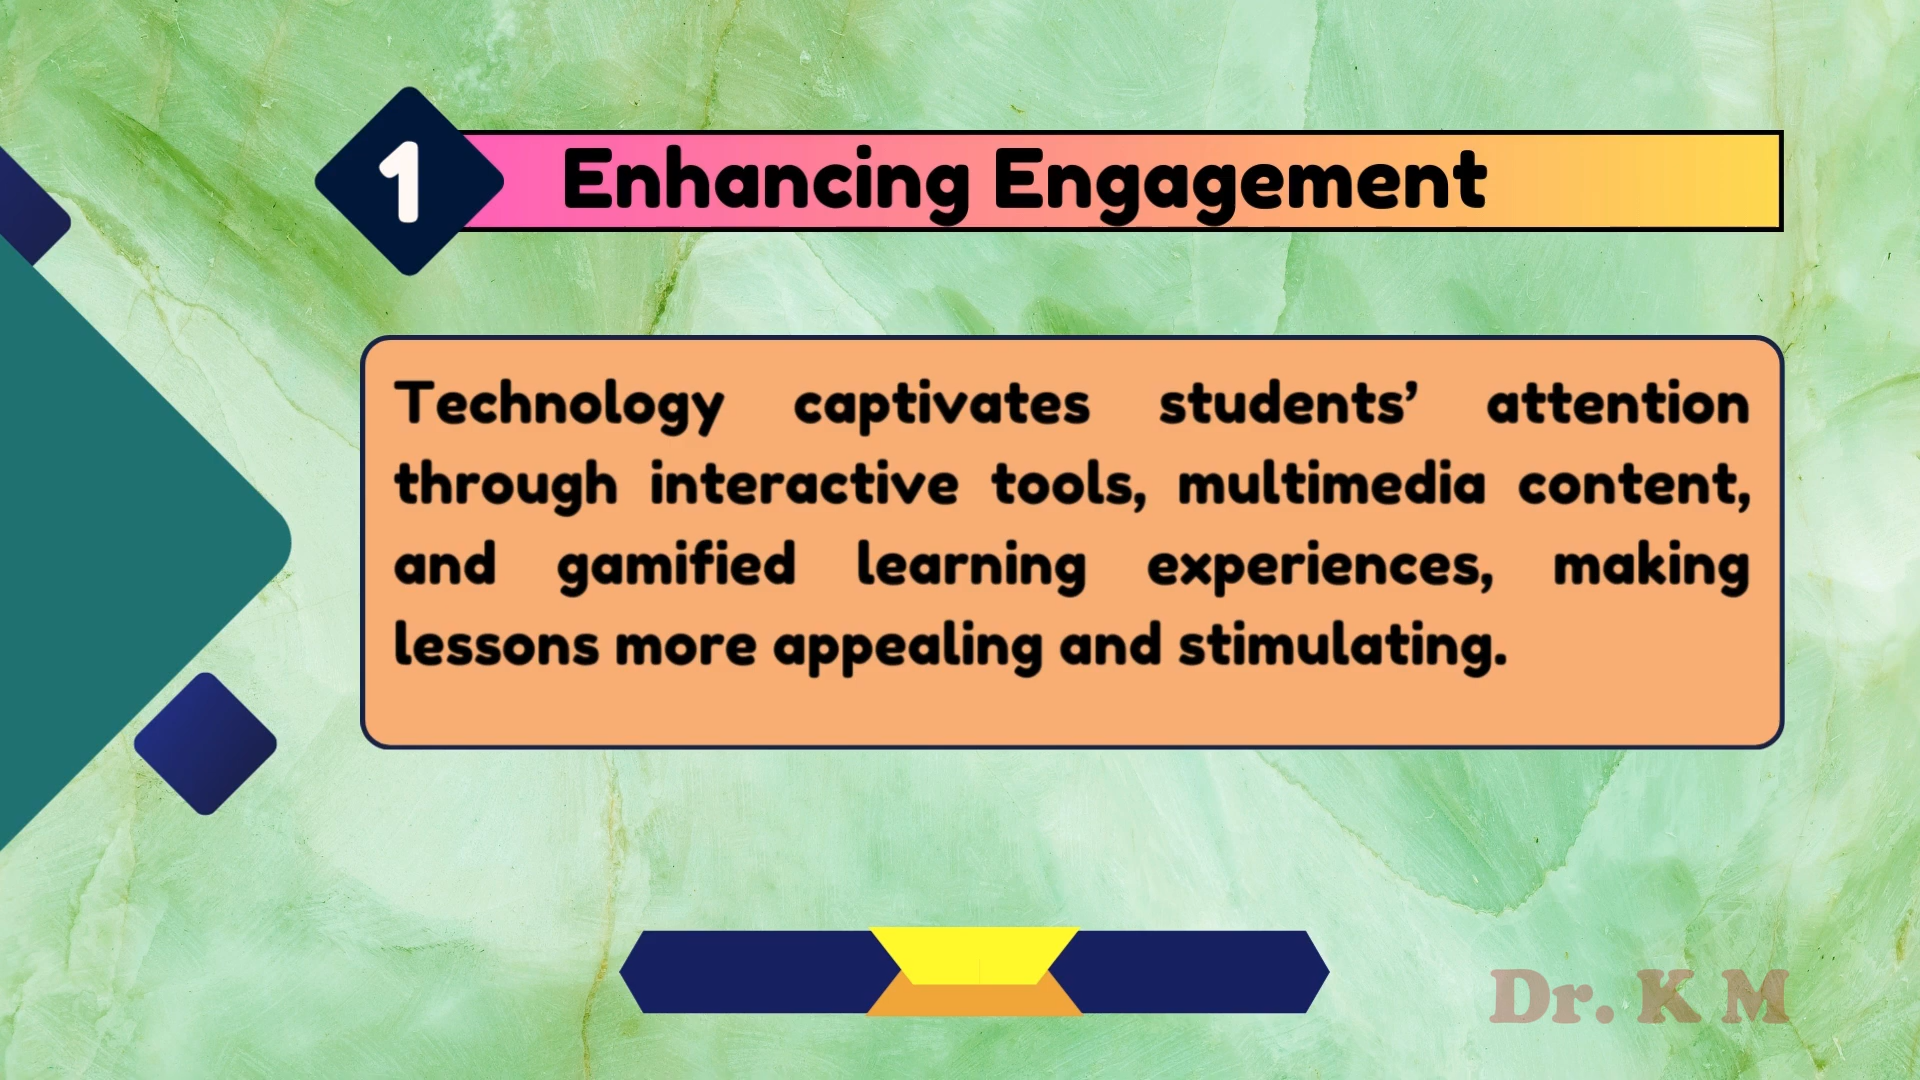 1
Enhancing Engagement
Technology captivates students’ attention
through interactive tools, multimedia content,
and gamified learning experiences, making
lessons more appealing and stimulating.
Dr. K M